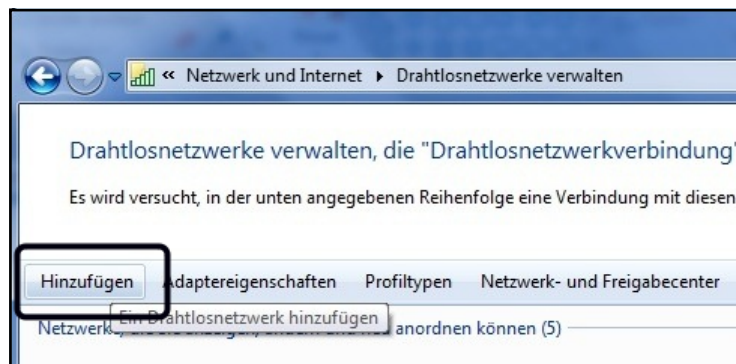 « Netzwerk und Internet ▸ Drahtlosnetzwerke verwalten
Drahtlosnetzwerke verwalten, die "Drahtlosnetzwerkverbindung"
Es wird versucht, in der unten angegebenen Reihenfolge eine Verbindung mit diesen
Hinzufügen Adaptereigenschaften Profiltypen Netzwerk- und Freigabecenter
Ein Drahtlosnetzwerk hinzufügen
anordnen können (5)